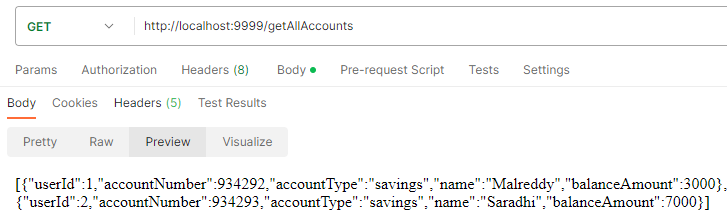 GET http://localhost:9999/getAllAccounts
Params Authorization Headers (8) Body Pre-request Script Tests Settings
Body Cookies Headers (5) Test Results
Pretty Raw Preview Visualize
[{"userId":1,"accountNumber":934292,"accountType":"savings","name":"Malreddy","balanceAmount":3000},
{"userId":2,"accountNumber":934293,"accountType":"savings","name":"Saradhi","balanceAmount":7000}]